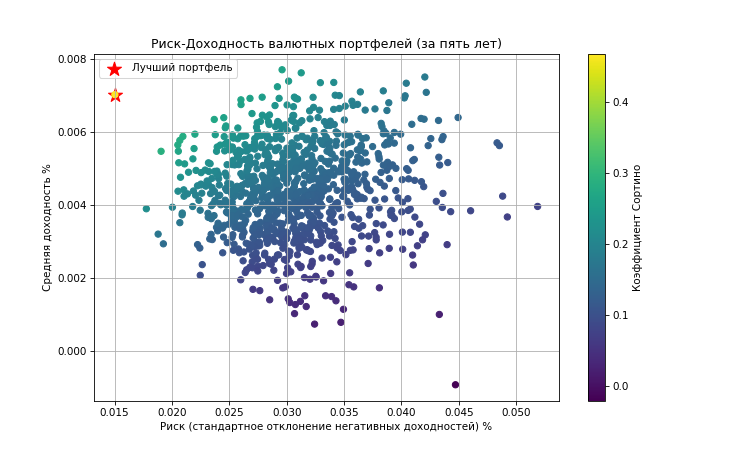 Риск-Доходность валютных портфелей (за пять лет)
Лучший портфель
0.008
0.006
0.004
0.002
0.000
Средняя доходность %
0.015 0.020 0.025 0.030 0.035 0.040 0.045 0.050
Риск (стандартное отклонение негативных доходностей) %
0.4
0.3
0.2
0.1
0.0
Коэффициент Сортино